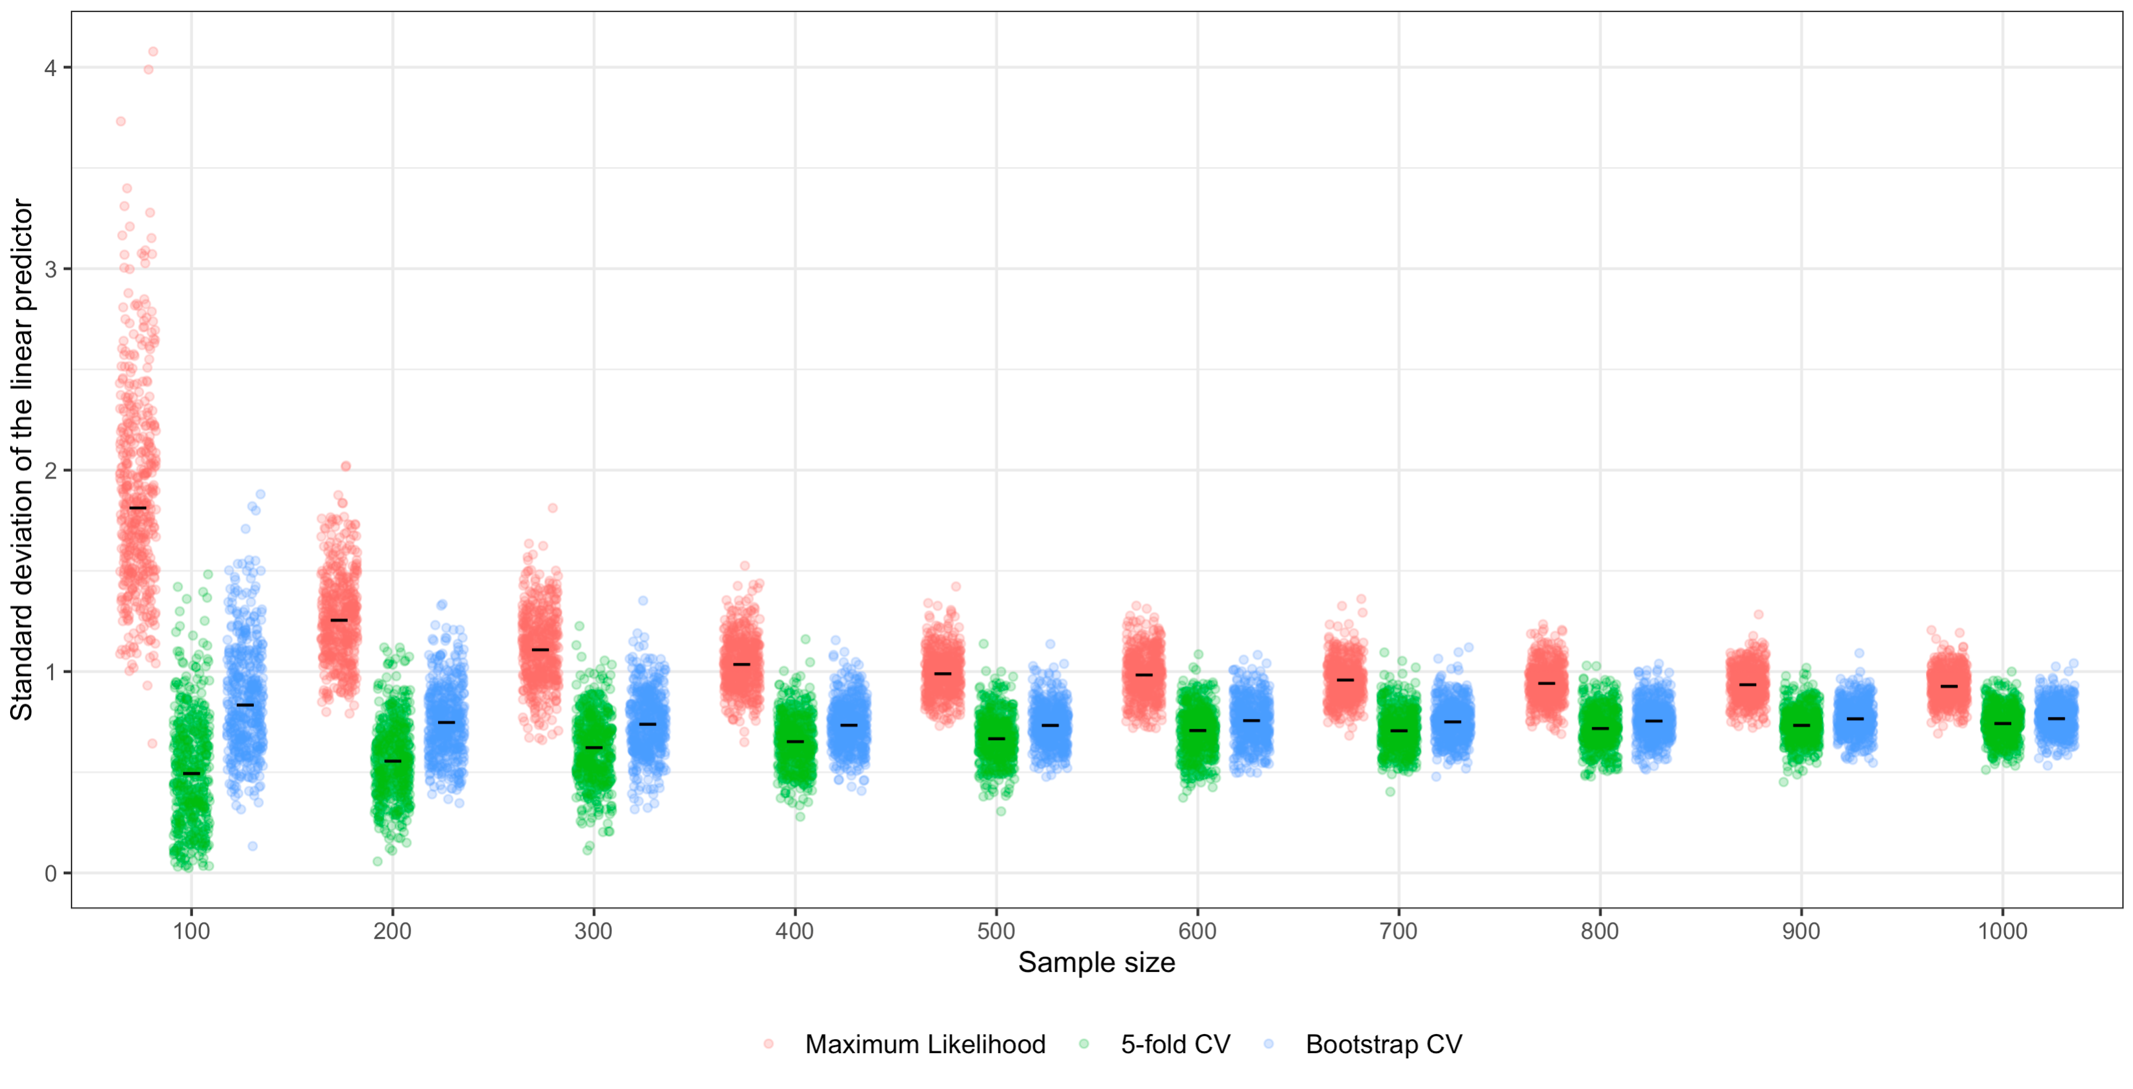 Standard deviation of the linear predictor
4
3
2
1
0
100 200 300 400 500 600 700 800 900 1000
Sample size
Maximum Likelihood 5-fold CV Bootstrap CV